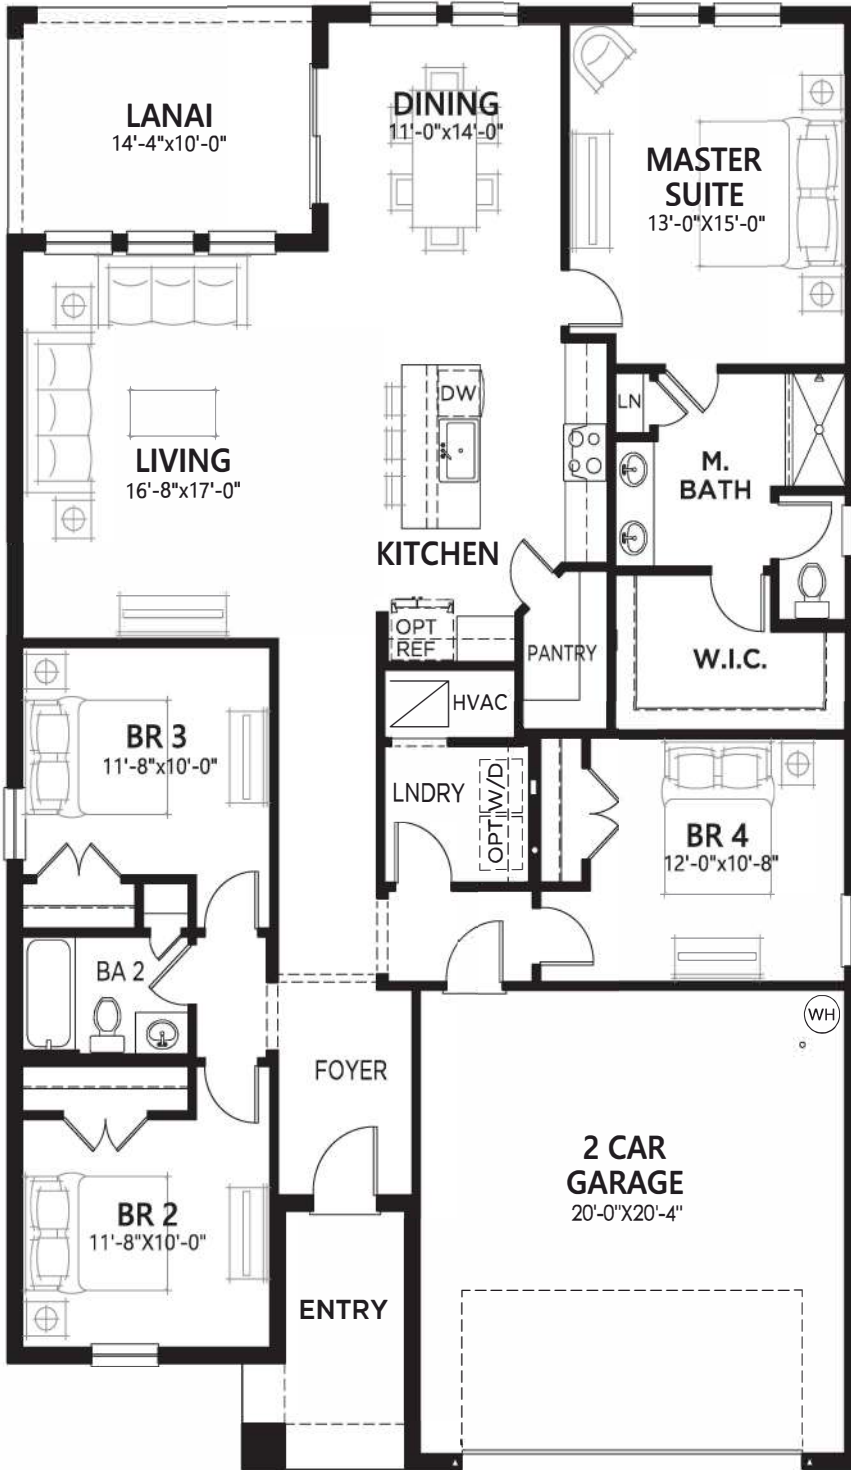 LANAI
14'-4"x10'-0"
DINING
11'-0"x14'-0"
MASTER
SUITE
13'-0"X15'-0"
DW
LN
LIVING
16'-8"x17'-0"
M.
BATH
KITCHEN
OPT
REF
PANTRY
W.I.C.
HVAC
BR 3
11'-8"x10'-0"
LNDRY
OPT W/D
BR 4
12'-0"x10'-8"
BA 2
WH
FOYER
2 CAR
GARAGE
20'-0"X20'-4"
BR 2
11'-8"X10'-0"
ENTRY